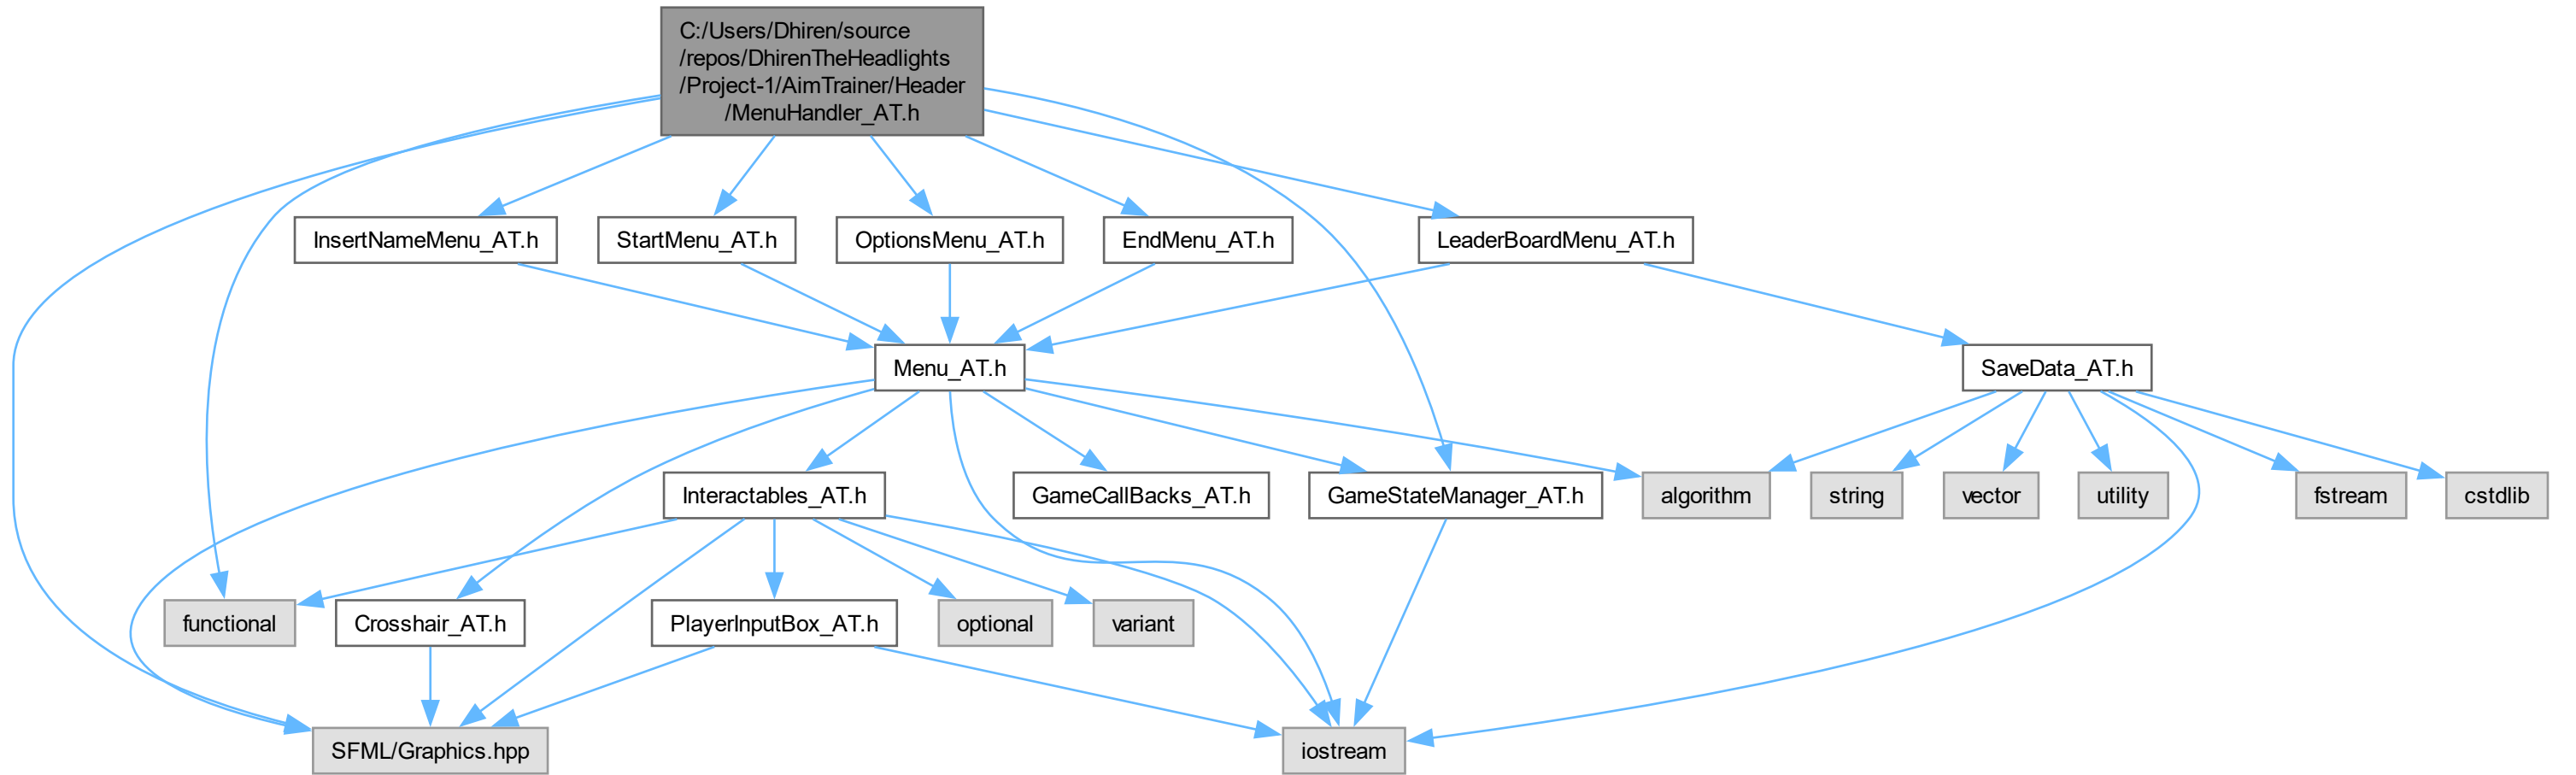 C:/Users/Dhiren/source
/repos/DhirenTheHeadlights
/Project-1/AimTrainer/Header
/MenuHandler_AT.h
InsertNameMenu_AT.h
StartMenu_AT.h
OptionsMenu_AT.h
EndMenu_AT.h
LeaderBoardMenu_AT.h
Menu_AT.h
SaveData_AT.h
Interactables_AT.h
GameCallBacks_AT.h
GameStateManager_AT.h
algorithm
string
vector
utility
fstream
cstdlib
functional
Crosshair_AT.h
PlayerInputBox_AT.h
optional
variant
SFML/Graphics.hpp
iostream